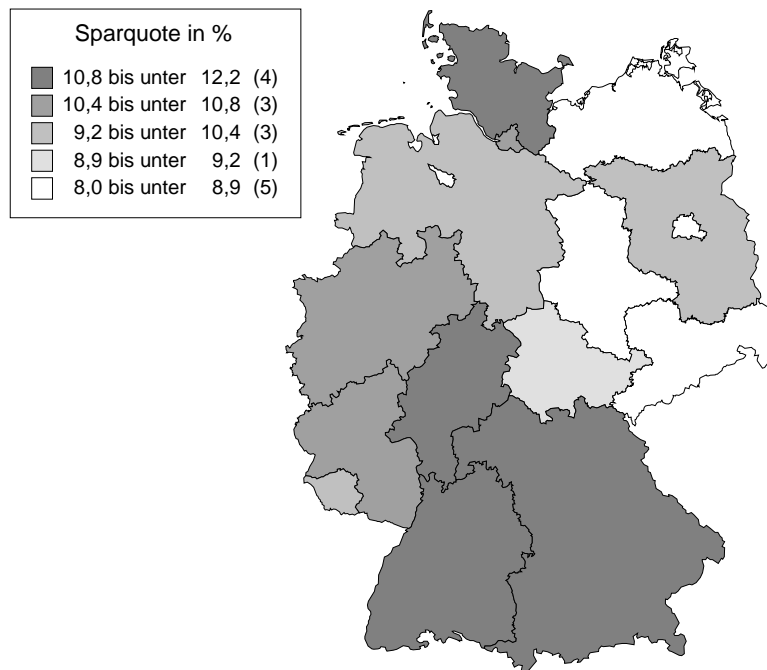 Sparquote in %
10,8 bis unter 12,2 (4)
10,4 bis unter 10,8 (3)
9,2 bis unter 10,4 (3)
8,9 bis unter 9,2 (1)
8,0 bis unter 8,9 (5)